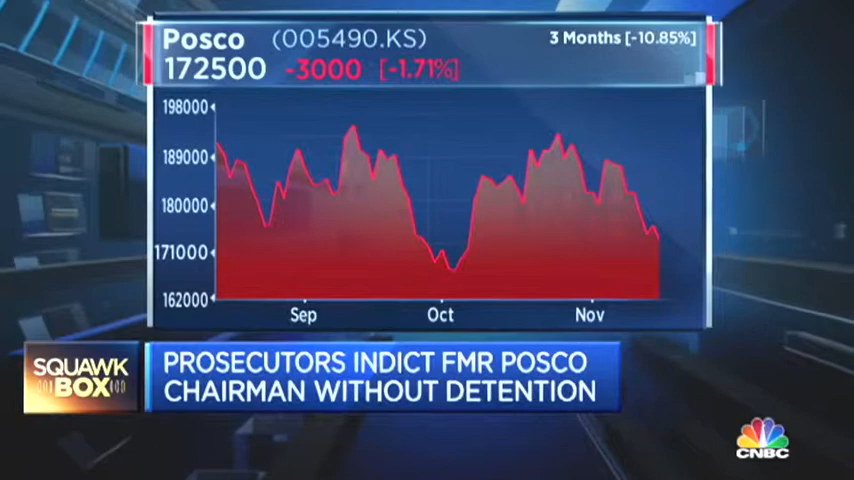 Posco (005490.KS) 3 Months [-10.85%]
172500 -3000 [-1.71%]
198000
189000
180000
171000
162000
Sep Oct Nov
SQUAWK
BOX
PROSECUTORS INDICT FMR POSCO
CHAIRMAN WITHOUT DETENTION
CNBC